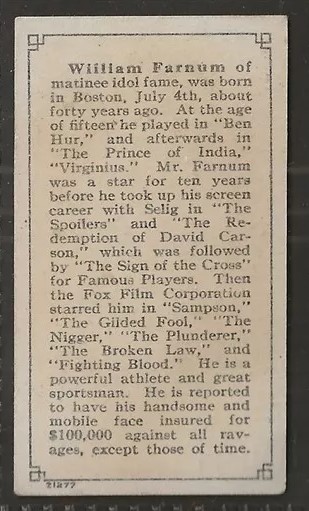 William Farnum of
matinee idol fame, was born
in Boston, July 4th, about
forty years ago. At the age
of fifteen he played in "Ben
Hur," and afterwards in
"The Prince of India,"
"Virginius." Mr. Farnum
was a star for ten years
before he took up his screen
career with Selig in "The
Spoilers" and "The Re-
demption of David Car-
son," which was followed
by "The Sign of the Cross"
for Famous Players. Then
the Fox Film Corporation
starred him in "Sampson,"
"The Gilded Fool," "The
Nigger," "The Plunderer,"
"The Broken Law," and
"Fighting Blood." He is a
powerful athlete and great
sportsman. He is reported
to have his handsome and
mobile face insured for
$100,000 against all rav-
ages, except those of time.
21277